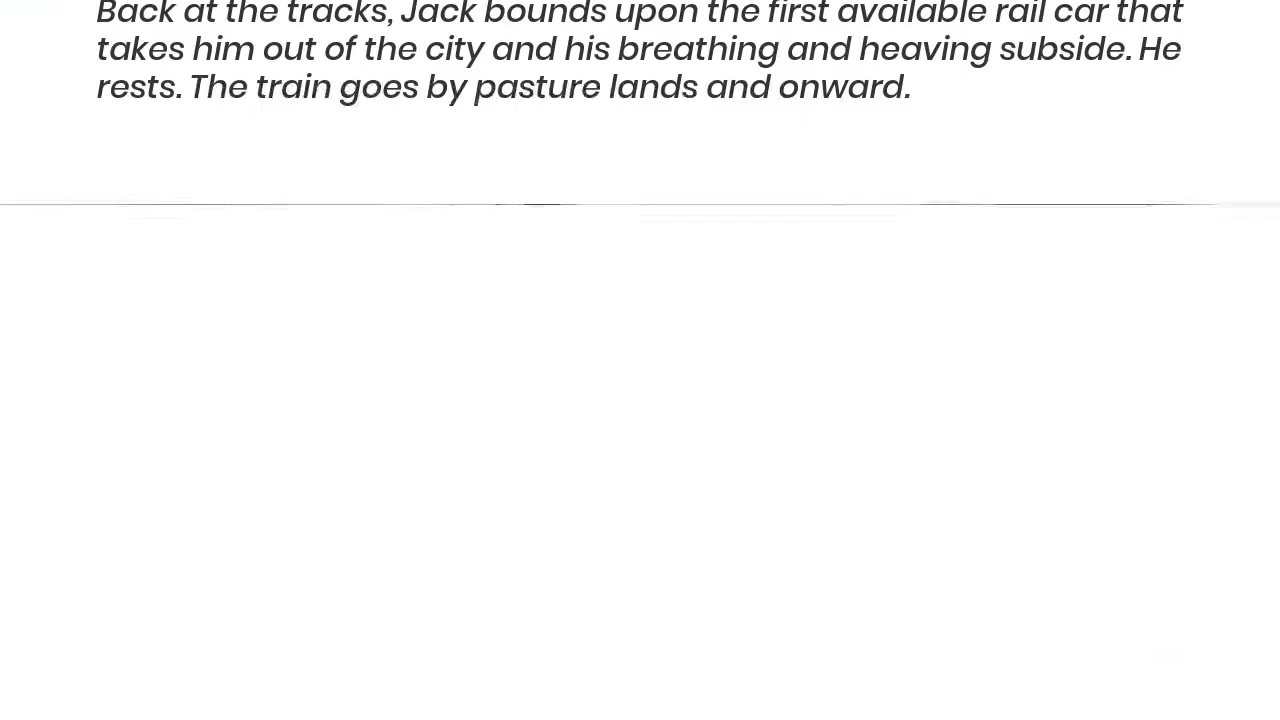 Back at the tracks, Jack bounds upon the first available rail car that
takes him out of the city and his breathing and heaving subside. He
rests. The train goes by pasture lands and onward.